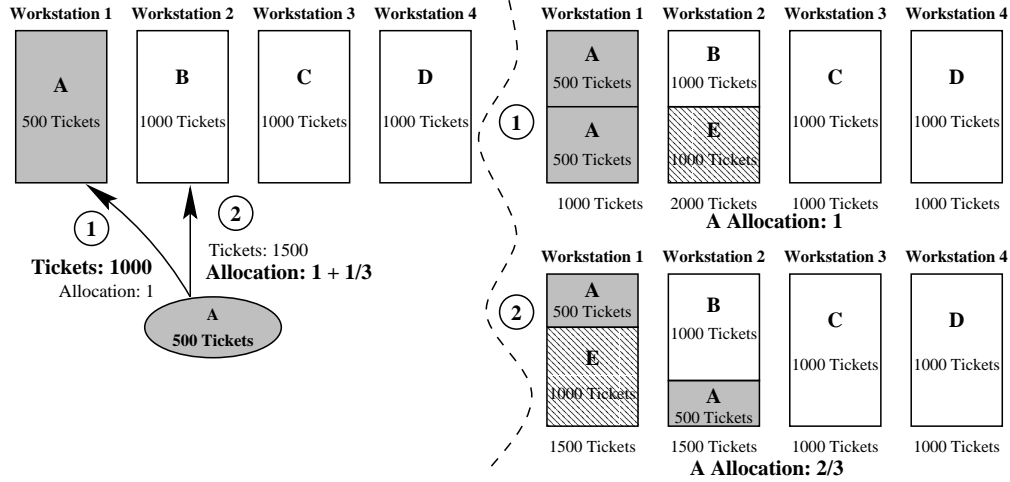 Workstation 1 Workstation 2 Workstation 3 Workstation 4
A B C D
500 Tickets 1000 Tickets 1000 Tickets 1000 Tickets
1 2
Tickets: 1000
Allocation: 1
Tickets: 1500
Allocation: 1 + 1/3
A
500 Tickets
Workstation 1 Workstation 2 Workstation 3 Workstation 4
1
A B C D
500 Tickets 1000 Tickets
A E
500 Tickets 1000 Tickets 1000 Tickets 1000 Tickets
1000 Tickets 2000 Tickets 1000 Tickets 1000 Tickets
A Allocation: 1
Workstation 1 Workstation 2 Workstation 3 Workstation 4
2
A B C D
500 Tickets 1000 Tickets
E
1000 Tickets 1000 Tickets 1000 Tickets
A
500 Tickets
1500 Tickets 1500 Tickets 1000 Tickets 1000 Tickets
A Allocation: 2/3